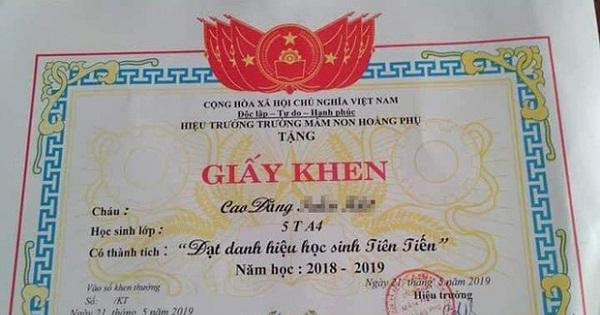 CỘNG HÒA XÃ HỘI CHỦ NGHĨA VIỆT NAM
Độc lập – Tự do – Hạnh phúc
HIỆU TRƯỞNG TRƯỜNG MẦM NON HOÀNG PHỤ
TẶNG
GIẤY KHEN
Cháu: Cao Đăng
Học sinh lớp: 5 T A4
Có thành tích: “Đạt danh hiệu học sinh Tiên Tiến”
Năm học: 2018 - 2019
Vào sổ khen thưởng
Số: /KT
Ngày 21 tháng 5 năm 2019
Ngày 21, tháng 5 năm 2019
Hiệu trưởng